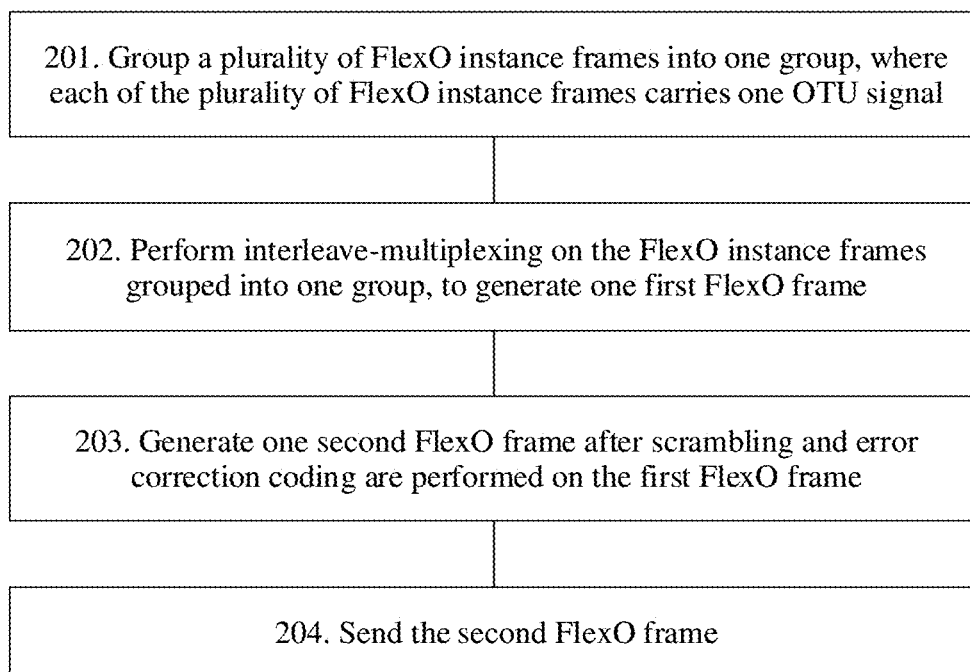 201. Group a plurality of FlexO instance frames into one group, where
each of the plurality of FlexO instance frames carries one OTU signal
202. Perform interleave-multiplexing on the FlexO instance frames
grouped into one group, to generate one first FlexO frame
203. Generate one second FlexO frame after scrambling and error
correction coding are performed on the first FlexO frame
204. Send the second FlexO frame